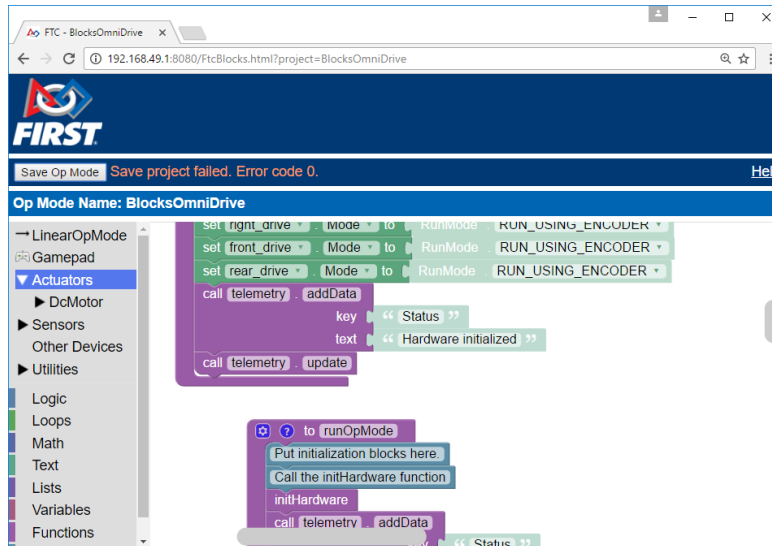 FTC - BlocksOmniDrive
192.168.49.1:8080/FtcBlocks.html?project=BlocksOmniDrive
FIRST
Save Op Mode Save project failed. Error code 0. Hel
Op Mode Name: BlocksOmniDrive
LinearOpMode
Gamepad
Actuators
DcMotor
Sensors
Other Devices
Utilities
Logic
Loops
Math
Text
Lists
Variables
Functions
set right_drive . Mode to RunMode . RUN_USING_ENCODER
set front_drive . Mode to RunMode . RUN_USING_ENCODER
set rear_drive . Mode to RunMode . RUN_USING_ENCODER
call telemetry . addData
key “ Status ”
text “ Hardware initialized ”
call telemetry . update
? to runOpMode
Put initialization blocks here.
Call the initHardware function
initHardware
call telemetry . addData
“ Status ”